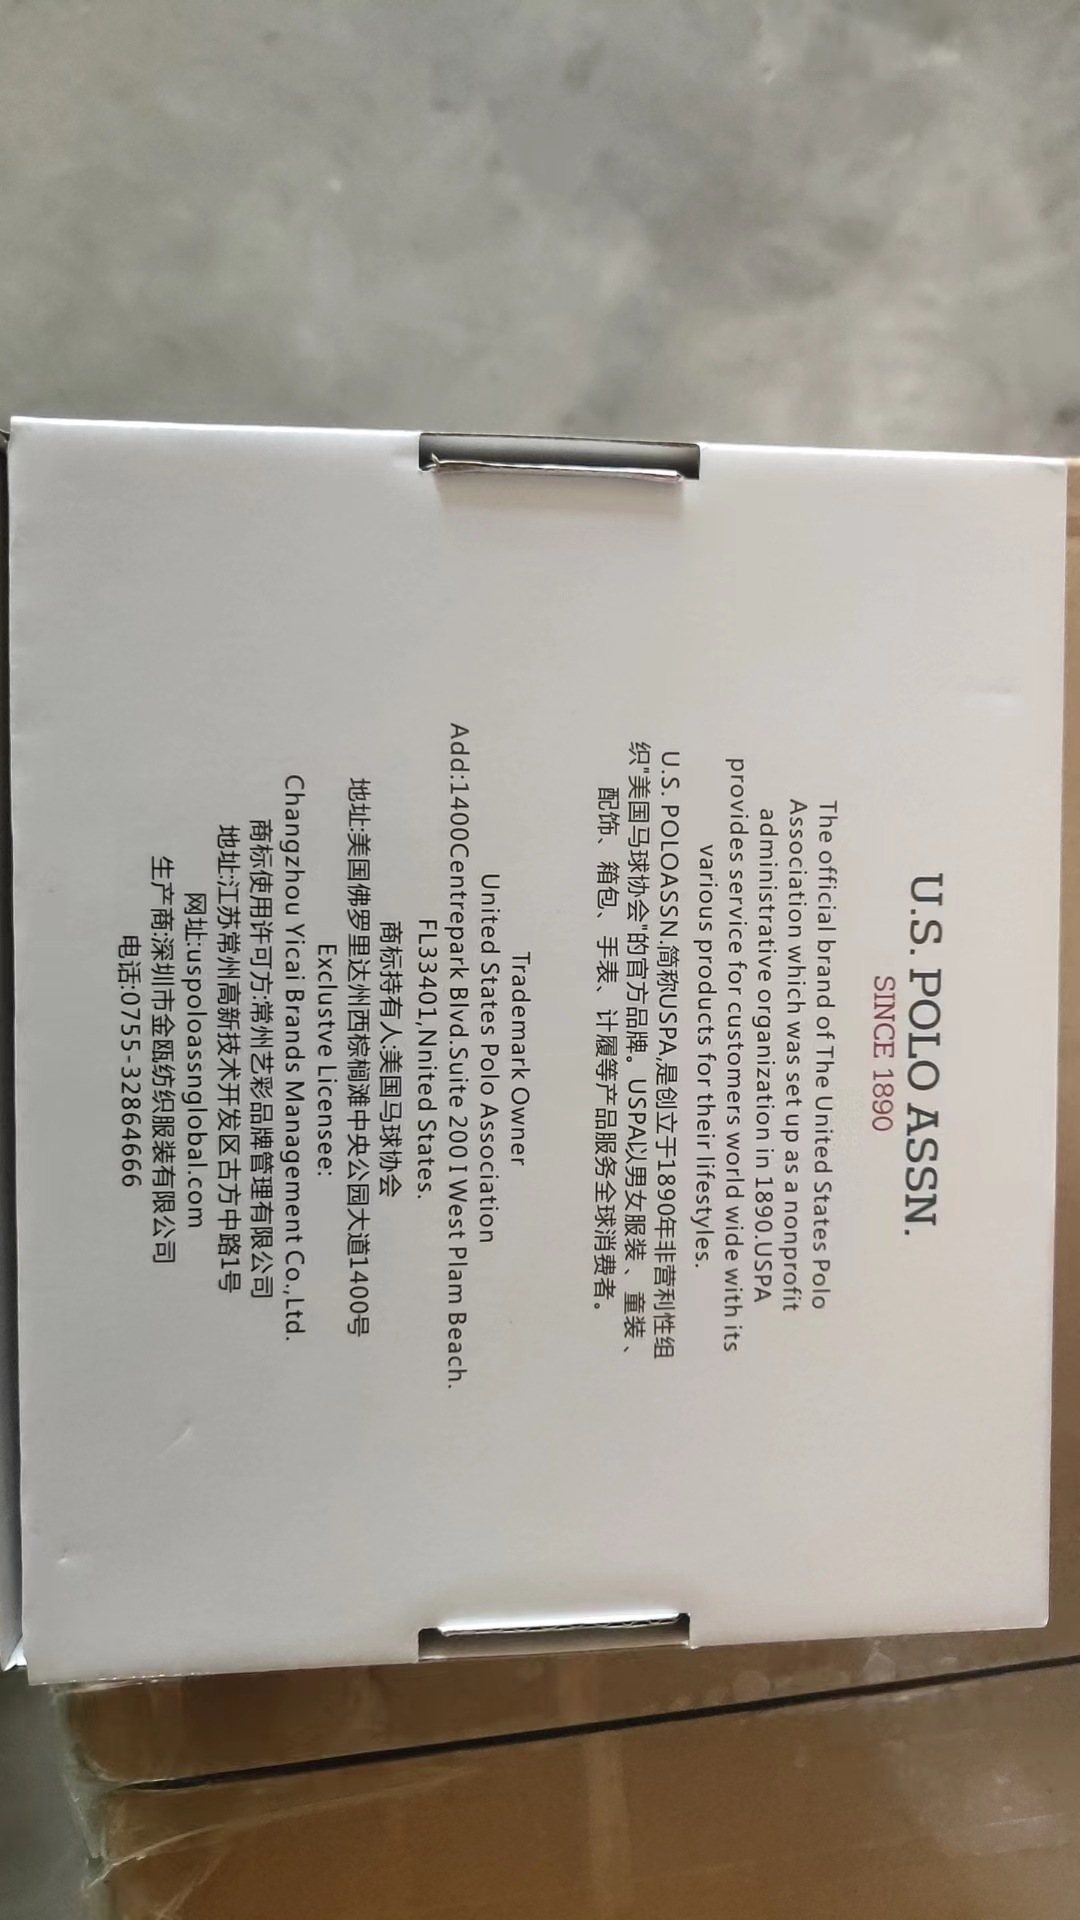 U.S. POLO ASSN.
SINCE 1890
The official brand of The United States Polo
Association which was set up as a nonprofit
administrative organization in 1890.USPA
provides service for customers world wide with its
various products for their lifestyles.
U.S. POLOASSN.简称USPA,是创立于1890年非营利性组
织"美国马球协会"的官方品牌。USPA以男女服装、童装、
配饰、箱包、手表、计履等产品服务全球消费者。
Trademark Owner
United States Polo Association
Add:1400Centrepark Blvd.Suite 200 I West Plam Beach.
FL33401,Nnited States.
商标持有人:美国马球协会
地址:美国佛罗里达州西棕榈滩中央公园大道1400号
Exclustve Licensee:
Changzhou Yicai Brands Management Co.,Ltd.
商标使用许可方:常州艺彩品牌管理有限公司
地址:江苏常州高新技术开发区古方中路1号
网址:uspoloassnglobal.com
生产商:深圳市金瓯纺织服装有限公司
电话:0755-32864666